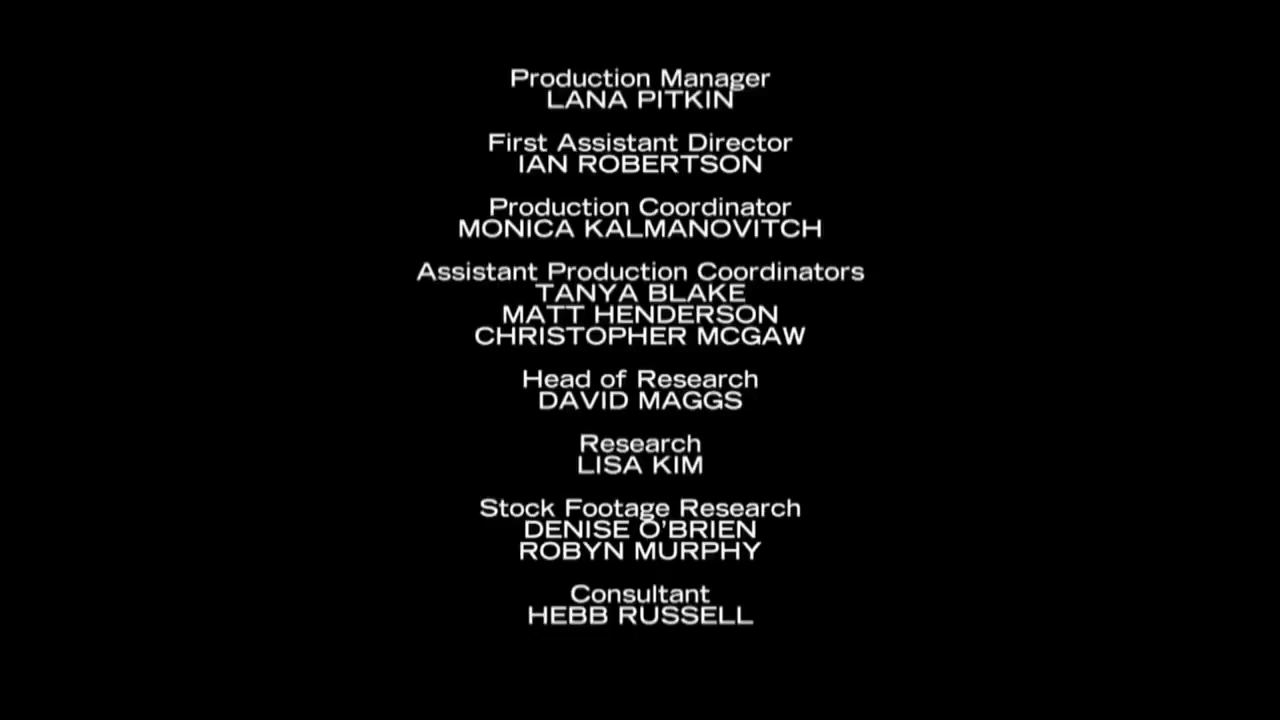 Production Manager
LANA PITKIN
First Assistant Director
IAN ROBERTSON
Production Coordinator
MONICA KALMANOVITCH
Assistant Production Coordinators
TANYA BLAKE
MATT HENDERSON
CHRISTOPHER MCGAW
Head of Research
DAVID MAGGS
Research
LISA KIM
Stock Footage Research
DENISE O'BRIEN
ROBYN MURPHY
Consultant
HEBB RUSSELL